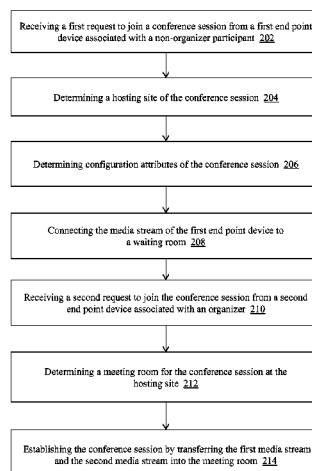 Receiving a first request to join a conference session from a first end point
device associated with a non-organizer participant 202
Determining a hosting site of the conference session 204
Determining configuration attributes of the conference session 206
Connecting the media stream of the first end point device to
a waiting room 208
Receiving a second request to join the conference session from a second
end point device associated with an organizer 210
Determining a meeting room for the conference session at the
hosting site 212
Establishing the conference session by transferring the first media stream
and the second media stream into the meeting room 214